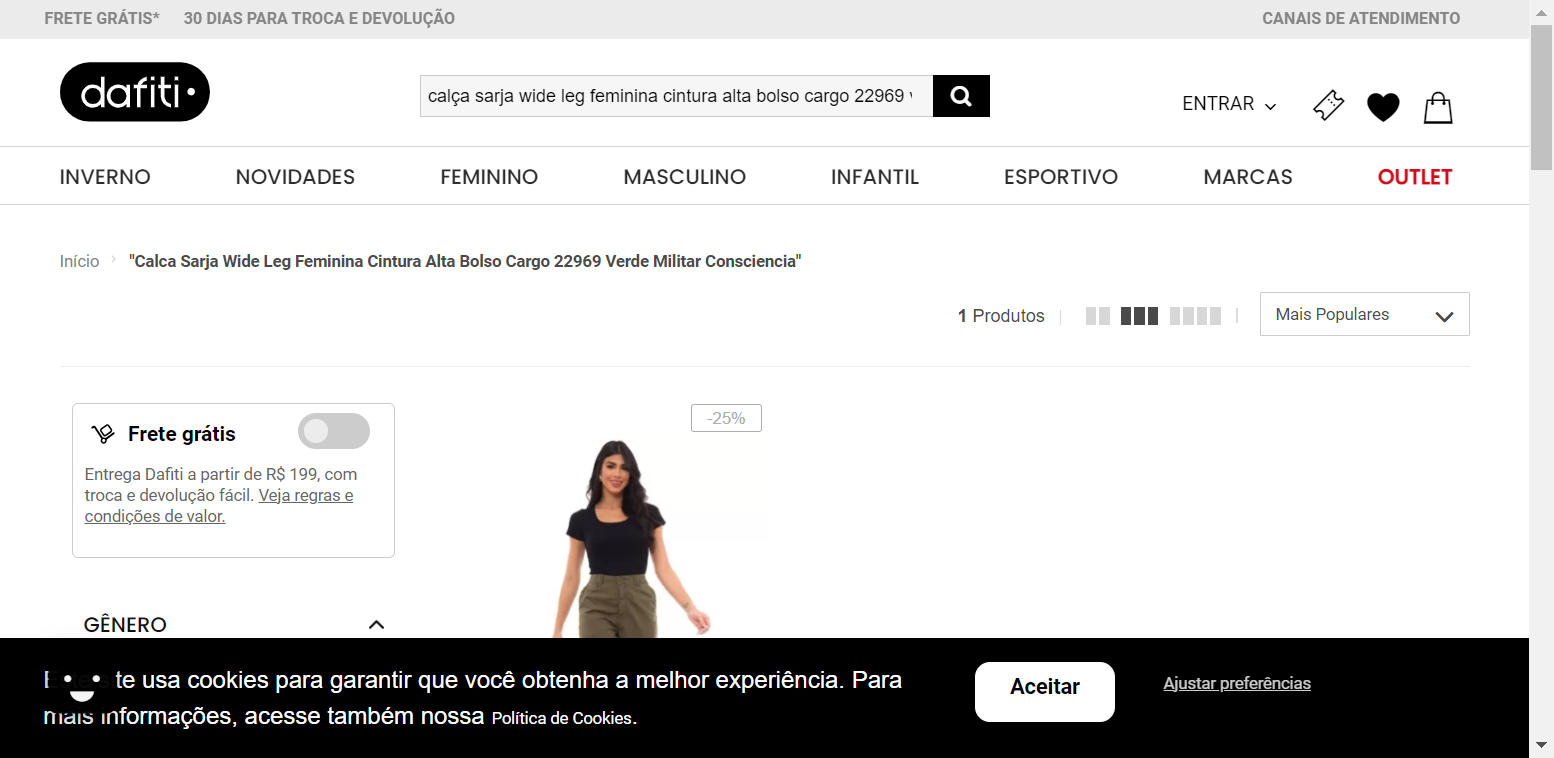 FRETE GRÁTIS* 30 DIAS PARA TROCA E DEVOLUÇÃO CANAIS DE ATENDIMENTO
dafiti
calça sarja wide leg feminina cintura alta bolso cargo 22969
ENTRAR
INVERNO NOVIDADES FEMININO MASCULINO INFANTIL ESPORTIVO MARCAS OUTLET
Início "Calca Sarja Wide Leg Feminina Cintura Alta Bolso Cargo 22969 Verde Militar Consciencia"
1 Produtos
Mais Populares
Frete grátis
Entrega Dafiti a partir de R$ 199, com
troca e devolução fácil. Veja regras e
condições de valor.
-25%
GÊNERO
te usa cookies para garantir que você obtenha a melhor experiência. Para
mais informações, acesse também nossa Política de Cookies.
Aceitar
Ajustar preferências